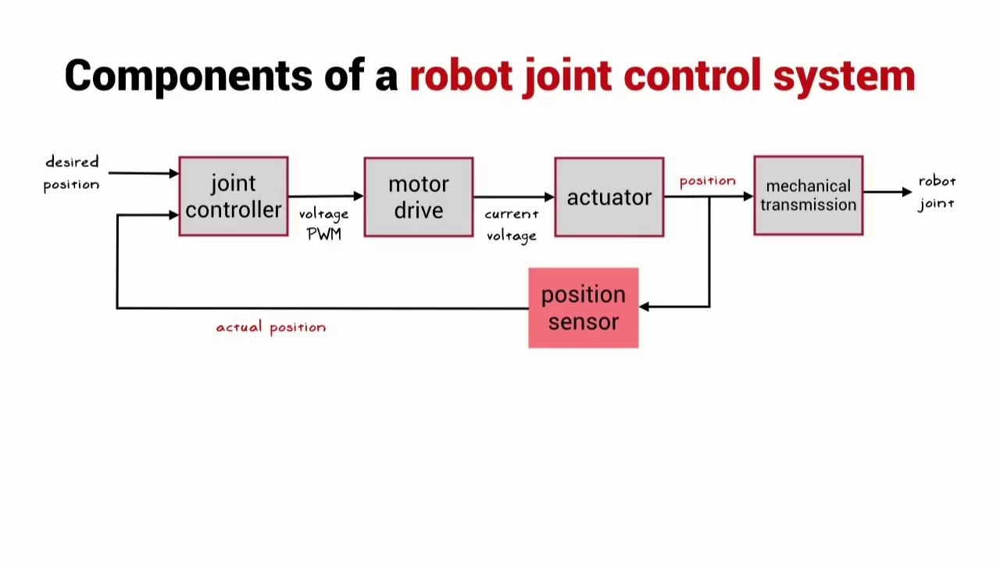 Components of a robot joint control system
desired
position
joint
controller
voltage
PWM
motor
drive
current
voltage
actuator
position
mechanical
transmission
robot
joint
position
sensor
actual position